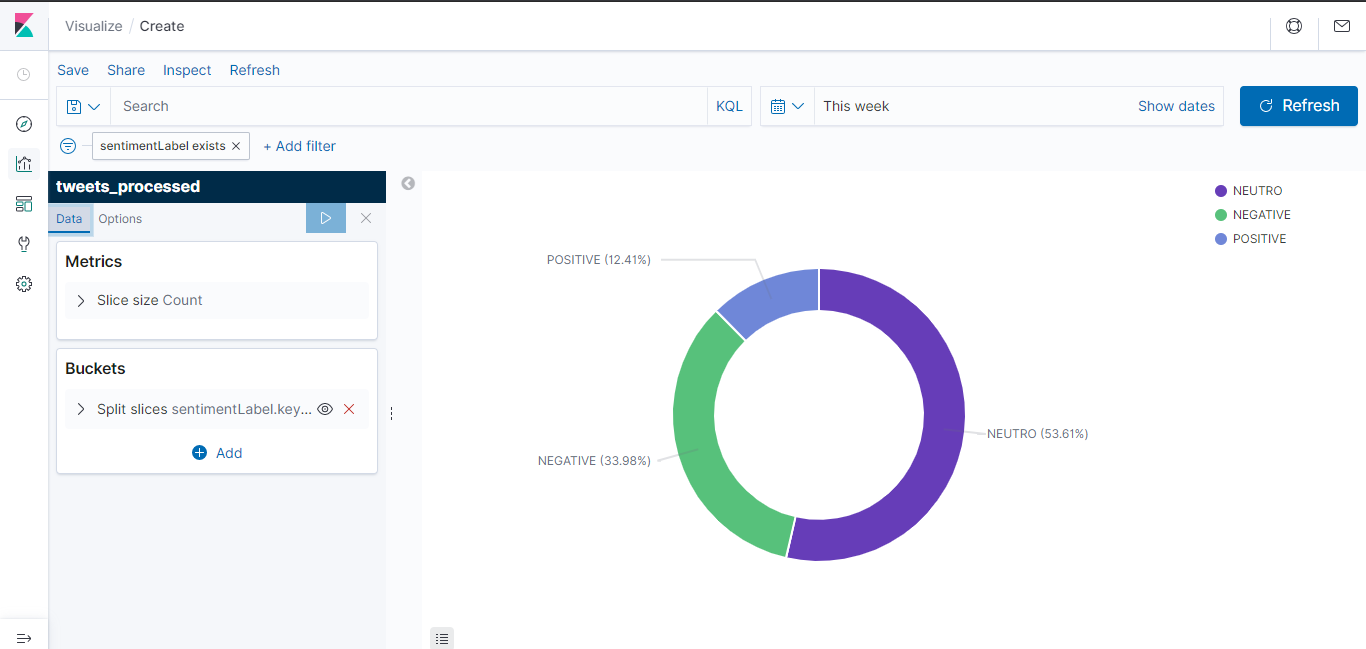 Visualize / Create
Save Share Inspect Refresh
Search KQL This week Show dates Refresh
sentimentLabel exists × + Add filter
tweets_processed
Data Options
Metrics
Slice size Count
Buckets
Split slices sentimentLabel.key...
Add
NEUTRO
NEGATIVE
POSITIVE
POSITIVE (12.41%)
NEUTRO (53.61%)
NEGATIVE (33.98%)